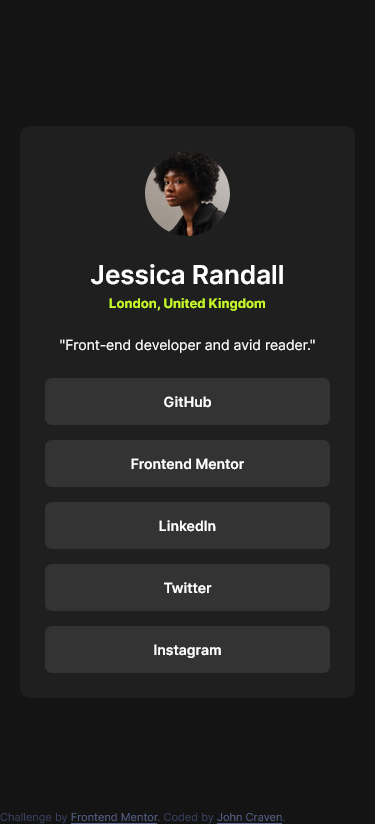 Jessica Randall
London, United Kingdom
"Front-end developer and avid reader."
GitHub
Frontend Mentor
LinkedIn
Twitter
Instagram
Challenge by Frontend Mentor. Coded by John Craven.